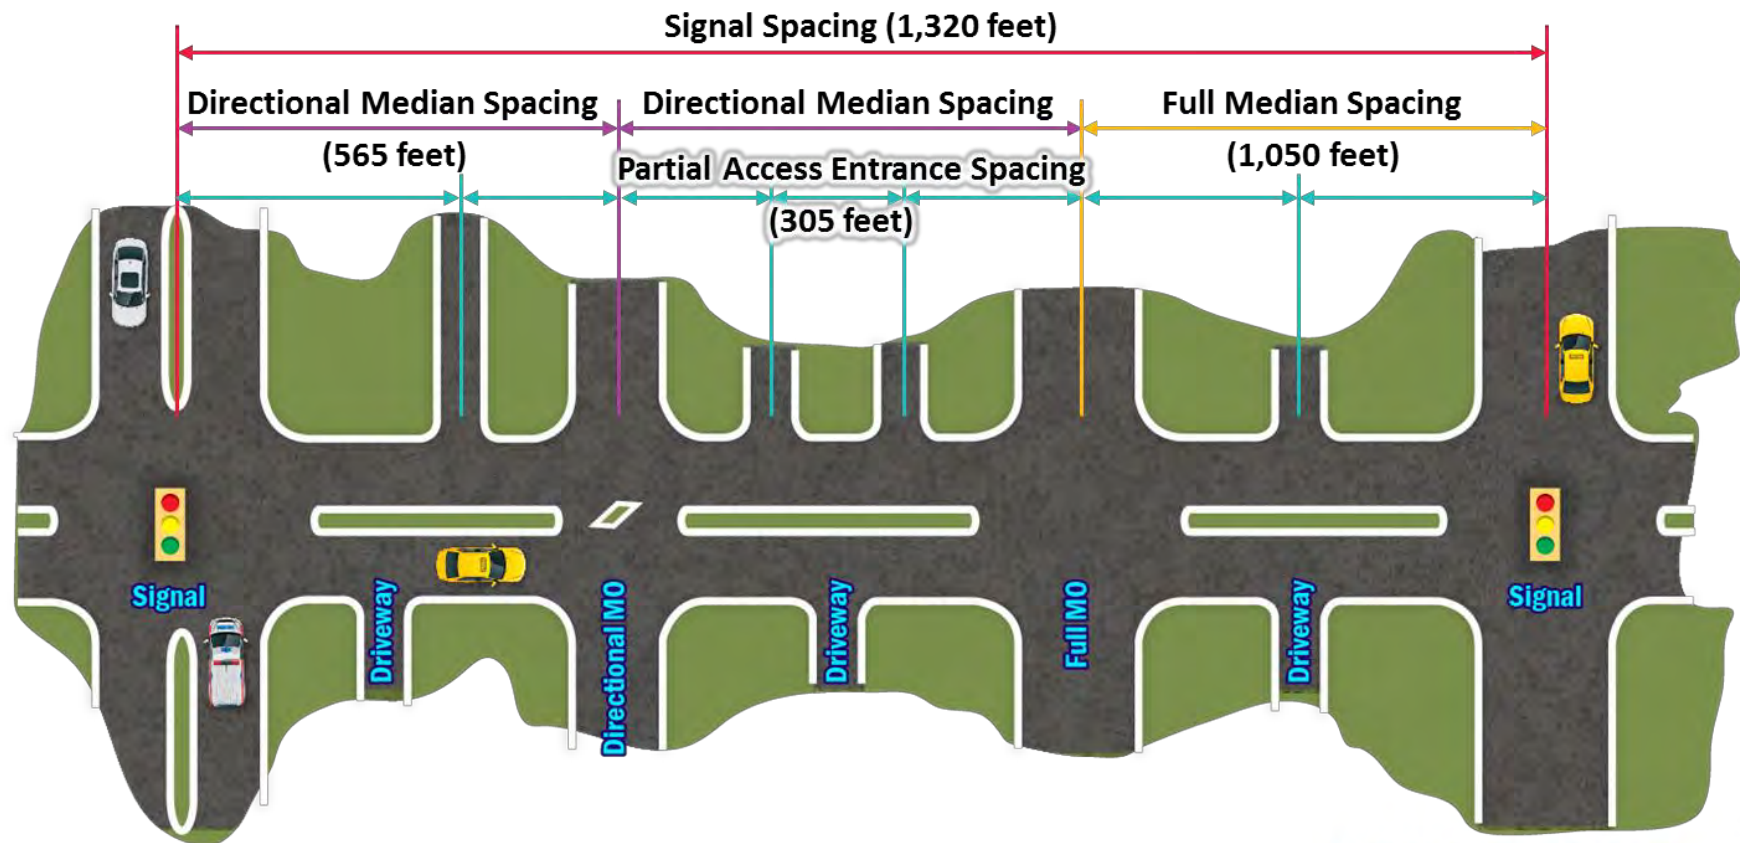 Signal Spacing (1,320 feet)
Directional Median Spacing
Directional Median Spacing
Full Median Spacing
(565 feet)
Partial Access Entrance Spacing
(1,050 feet)
(305 feet)
Signal
Driveway
Directional MO
Driveway
Full MO
Driveway
Signal